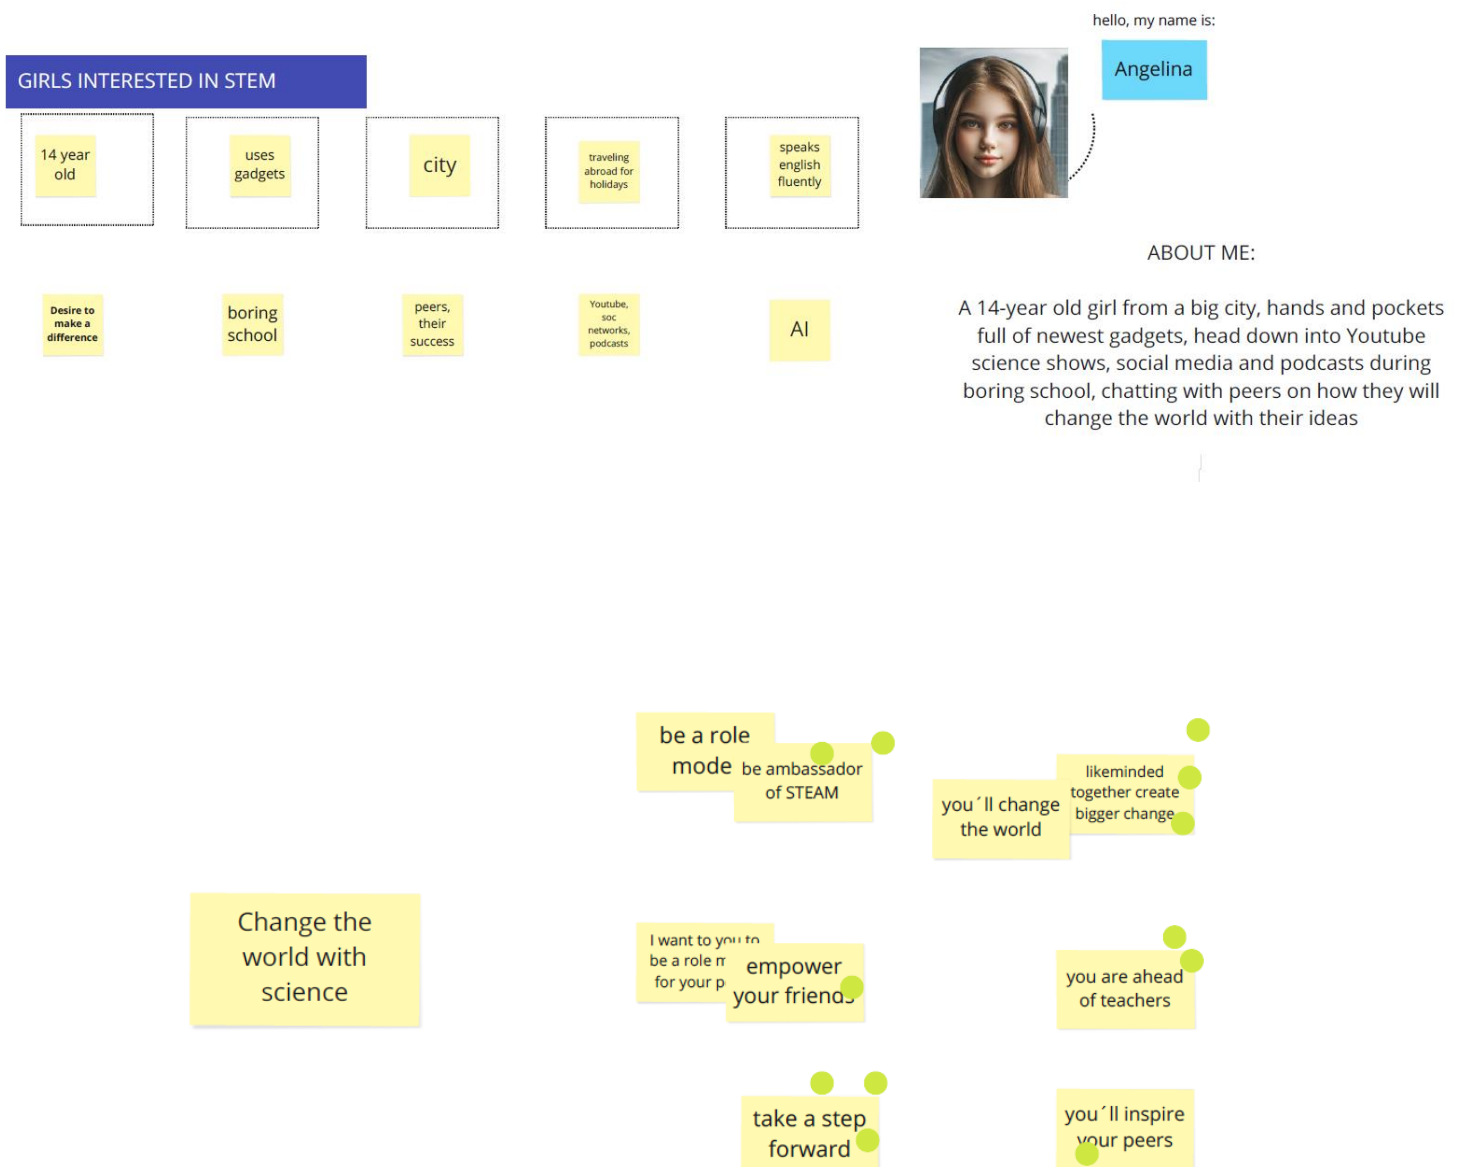 hello, my name is:
Angelina
GIRLS INTERESTED IN STEM
14 year
old
uses
gadgets
city
traveling
abroad for
holidays
speaks
english
fluently
Desire to
make a
difference
boring
school
peers,
their
success
Youtube,
soc
networks,
podcasts
AI
ABOUT ME:
A 14-year old girl from a big city, hands and pockets
full of newest gadgets, head down into Youtube
science shows, social media and podcasts during
boring school, chatting with peers on how they will
change the world with their ideas
be a role
mode
be ambassador
of STEAM
you´ll change
the world
likeminded
together create
bigger change
Change the
world with
science
I want to you to
be a role m
for your p
empower
your friends
you are ahead
of teachers
take a step
forward
you´ll inspire
your peers